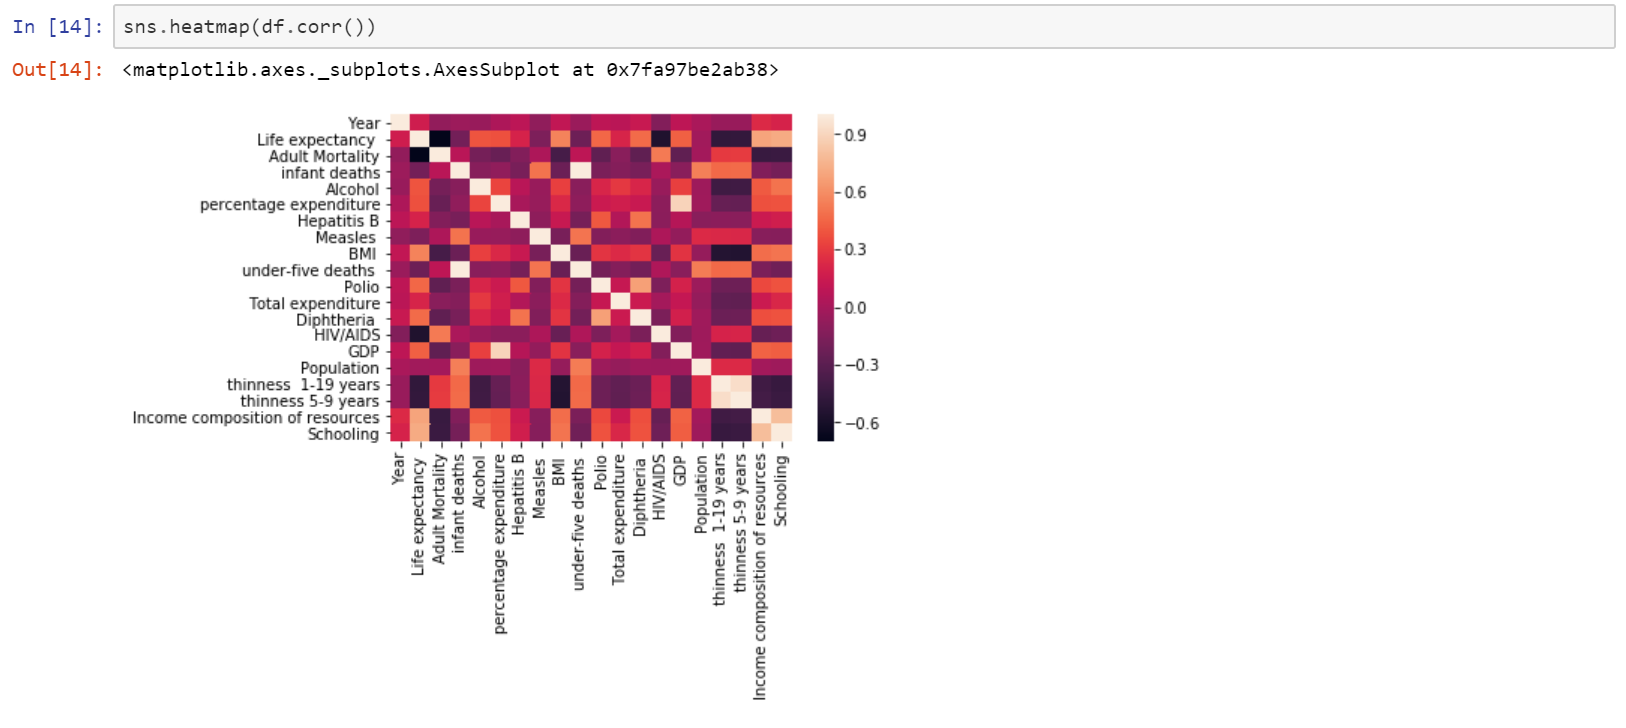 In [14]: sns.heatmap(df.corr())
Out[14]: <matplotlib.axes._subplots.AxesSubplot at 0x7fa97be2ab38>
Year
Life expectancy
Adult Mortality
infant deaths
Alcohol
percentage expenditure
Hepatitis B
Measles
BMI
under-five deaths
Polio
Total expenditure
Diphtheria
HIV/AIDS
GDP
Population
thinness  1-19 years
thinness 5-9 years
Income composition of resources
Schooling
Year
Life expectancy
Adult Mortality
infant deaths
Alcohol
percentage expenditure
Hepatitis B
Measles
BMI
under-five deaths
Polio
Total expenditure
Diphtheria
HIV/AIDS
GDP
Population
thinness  1-19 years
thinness 5-9 years
Income composition of resources
Schooling
0.9
0.6
0.3
0.0
−0.3
−0.6